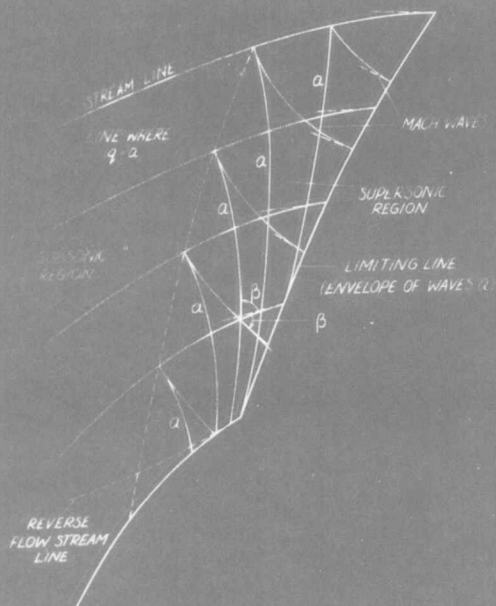 STREAM LINE
LINE WHERE
q=a
α
MACH WAVES
α
α
SUPERSONIC
REGION
SUBSONIC
REGION
LIMITING LINE
(ENVELOPE OF WAVES α)
β
α
β
α
REVERSE
FLOW STREAM
LINE